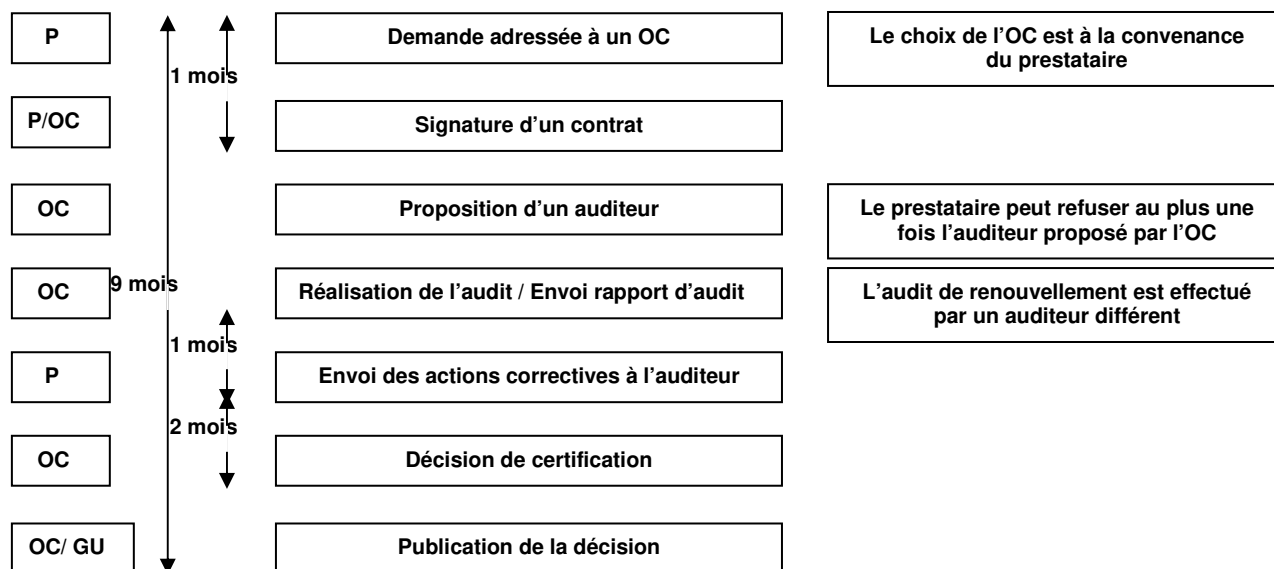 P
Demande adressée à un OC
Le choix de l'OC est à la convenance
du prestataire
1 mois
P/OC
Signature d'un contrat
OC
Proposition d'un auditeur
Le prestataire peut refuser au plus une
fois l'auditeur proposé par l'OC
OC
9 mois
Réalisation de l'audit / Envoi rapport d'audit
L'audit de renouvellement est effectué
par un auditeur différent
1 mois
P
Envoi des actions correctives à l'auditeur
2 mois
OC
Décision de certification
OC/ GU
Publication de la décision